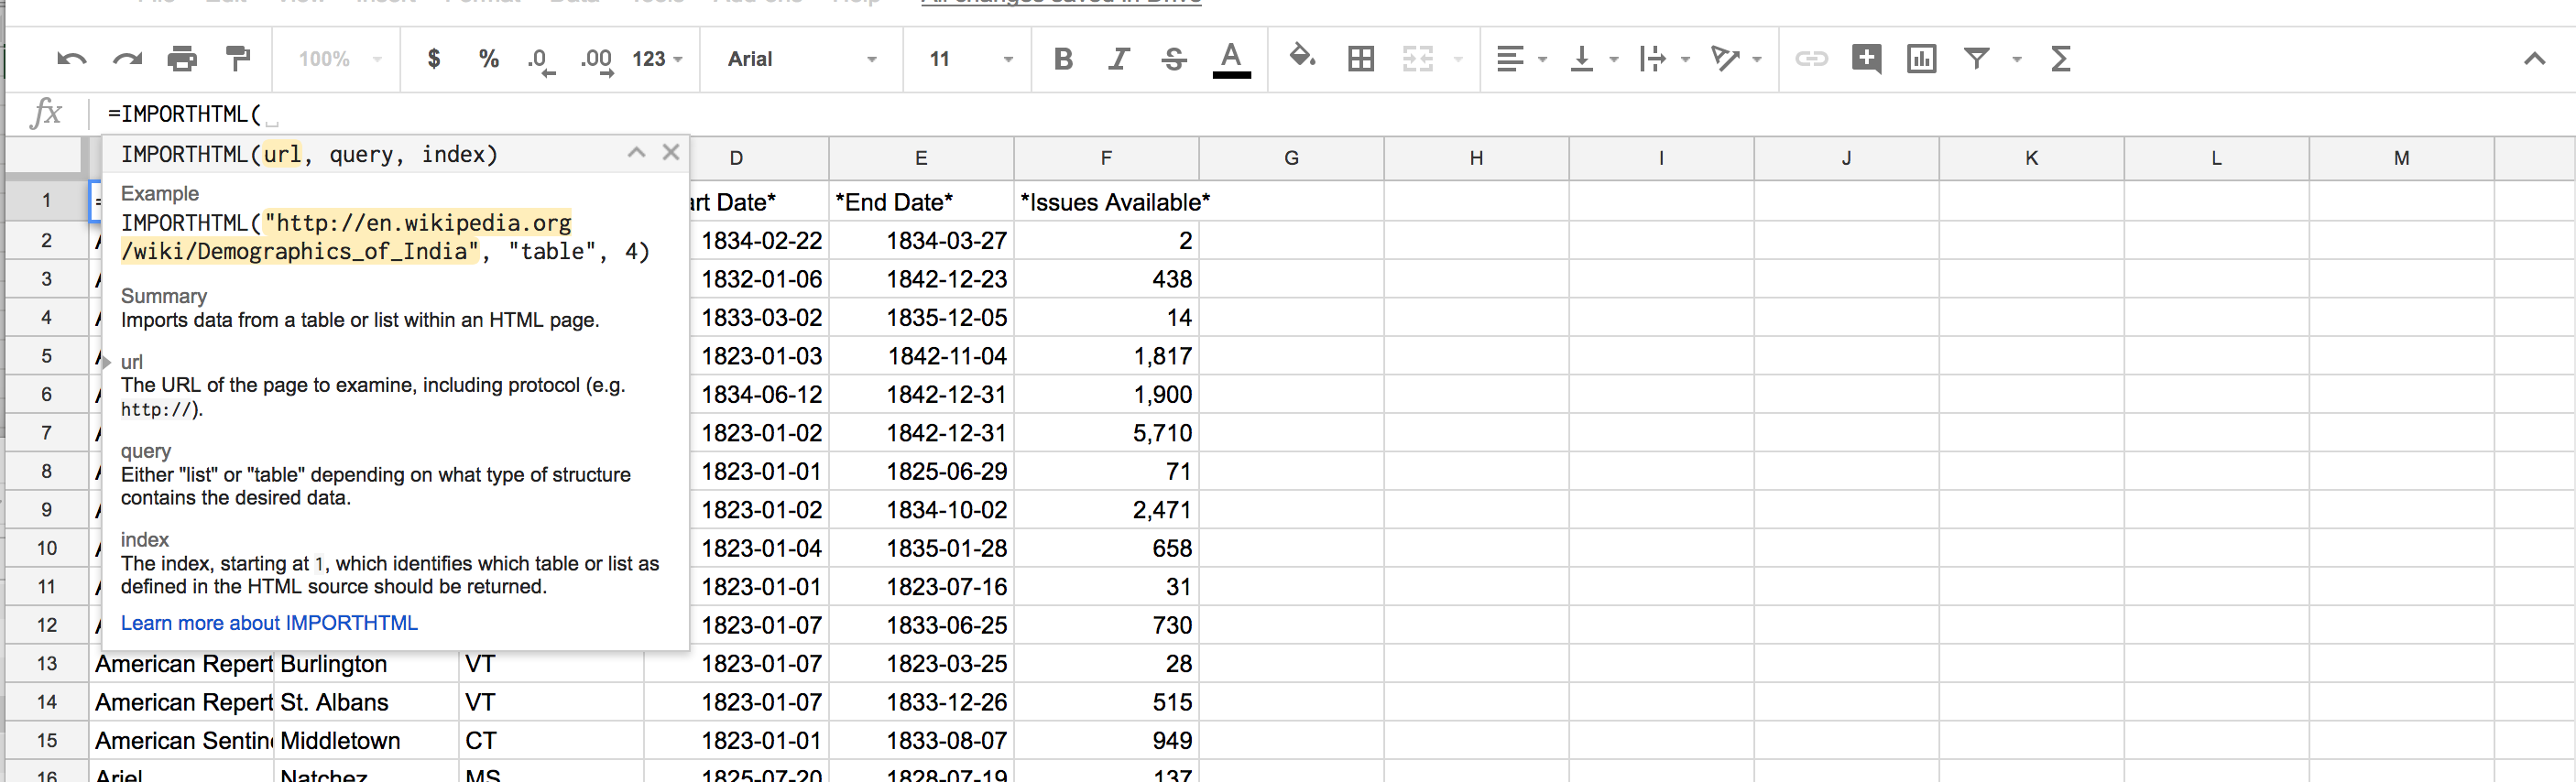 All changes saved in Drive
100% $ % .0 .00 123 Arial 11 B I S A Σ
fx =IMPORTHTML(
IMPORTHTML(url, query, index)
D E F G H I J K L M
Example
IMPORTHTML("http://en.wikipedia.org
/wiki/Demographics_of_India", "table", 4)
Summary
Imports data from a table or list within an HTML page.
url
The URL of the page to examine, including protocol (e.g.
http://).
query
Either "list" or "table" depending on what type of structure
contains the desired data.
index
The index, starting at 1, which identifies which table or list as
defined in the HTML source should be returned.
Learn more about IMPORTHTML
1 = art Date* *End Date* *Issues Available*
2 1834-02-22 1834-03-27 2
3 1832-01-06 1842-12-23 438
4 1833-03-02 1835-12-05 14
5 1823-01-03 1842-11-04 1,817
6 1834-06-12 1842-12-31 1,900
7 1823-01-02 1842-12-31 5,710
8 1823-01-01 1825-06-29 71
9 1823-01-02 1834-10-02 2,471
10 1823-01-04 1835-01-28 658
11 1823-01-01 1823-07-16 31
12 1823-01-07 1833-06-25 730
13 American Repert Burlington VT 1823-01-07 1823-03-25 28
14 American Repert St. Albans VT 1823-01-07 1833-12-26 515
15 American Sentin Middletown CT 1823-01-01 1833-08-07 949
16 Ariel Natchez MS 1825-07-20 1828-07-19 137